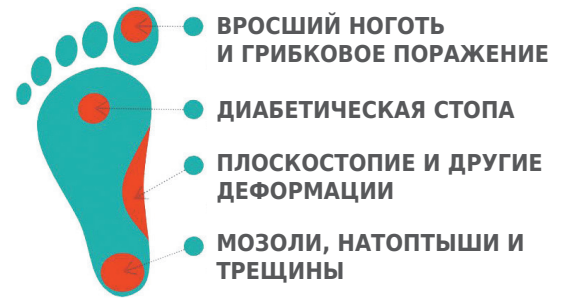 ВРОСШИЙ НОГОТЬ
И ГРИБКОВОЕ ПОРАЖЕНИЕ
ДИАБЕТИЧЕСКАЯ СТОПА
ПЛОСКОСТОПИЕ И ДРУГИЕ
ДЕФОРМАЦИИ
МОЗОЛИ, НАТОПТЫШИ И
ТРЕЩИНЫ